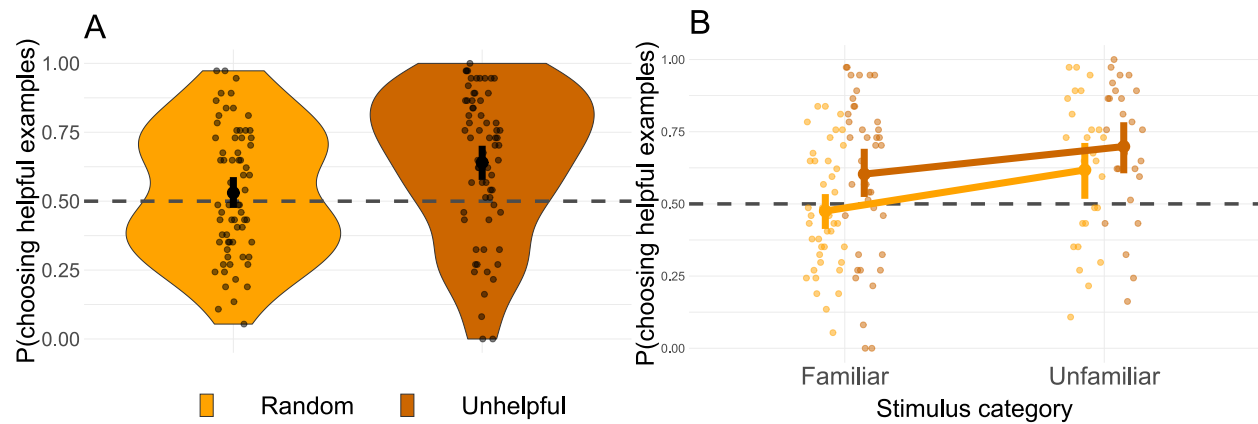 A
P(choosing helpful examples)
1.00
0.75
0.50
0.25
0.00
Random
Unhelpful
B
P(choosing helpful examples)
1.00
0.75
0.50
0.25
0.00
Familiar
Unfamiliar
Stimulus category